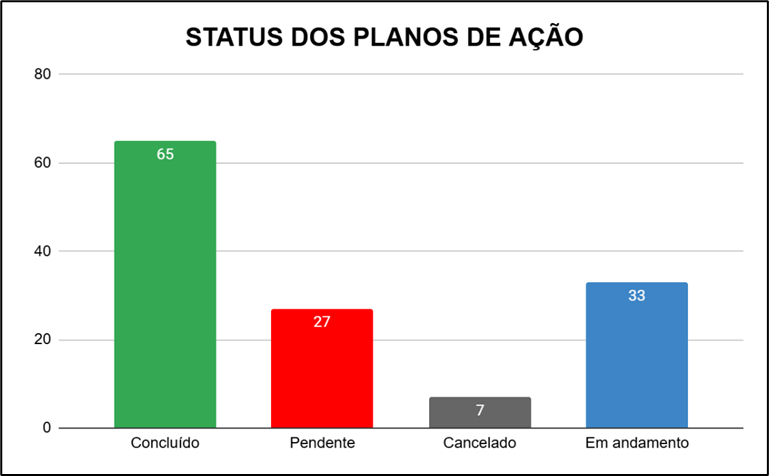 STATUS DOS PLANOS DE AÇÃO
80
60
40
20
0
65
27
7
33
Concluído
Pendente
Cancelado
Em andamento